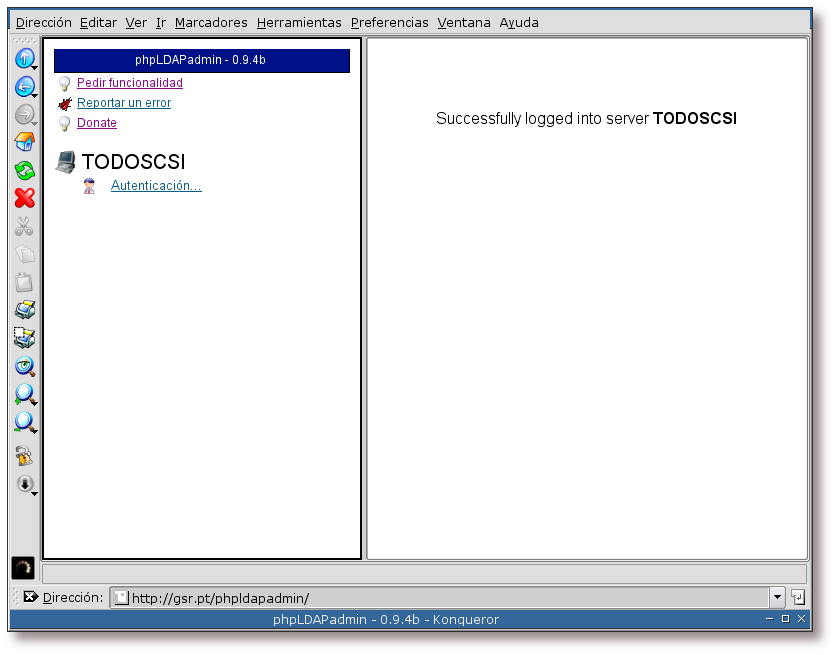 Dirección Editar Ver Ir Marcadores Herramientas Preferencias Ventana Ayuda
phpLDAPadmin - 0.9.4b
Pedir funcionalidad
Reportar un error
Donate
TODOSCSI
Autenticación...
Successfully logged into server TODOSCSI
Dirección: http://gsr.pt/phpldapadmin/
phpLDAPadmin - 0.9.4b - Konqueror